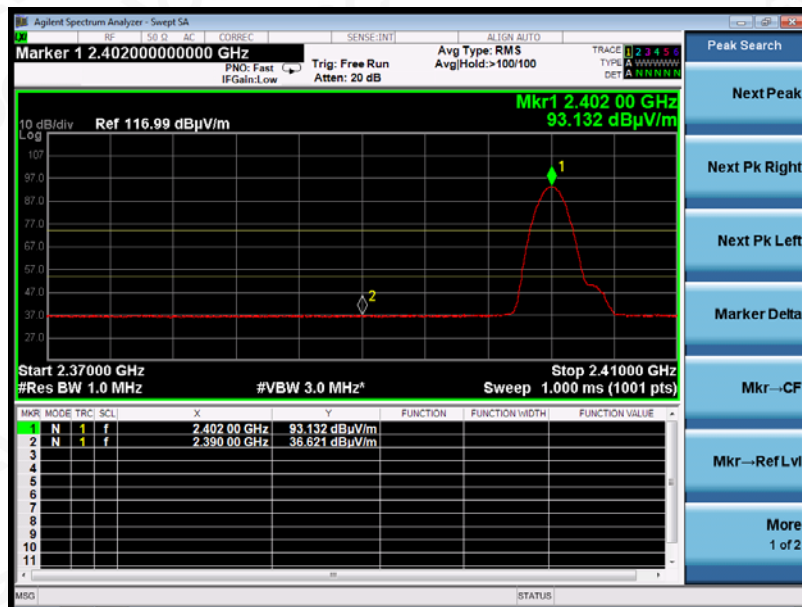 Agilent Spectrum Analyzer - Swept SA
RF 50 Ω AC CORREC SENSE:INT ALIGN AUTO
Marker 1 2.402000000000 GHz
PNO: Fast
IFGain:Low
Trig: Free Run
Atten: 20 dB
Avg Type: RMS
Avg|Hold:>100/100
TRACE 1 2 3 4 5 6
TYPE A WWWWW
DET A N N N N N
Peak Search
Next Peak
Next Pk Right
Next Pk Left
Marker Delta
Mkr→CF
Mkr→Ref Lvl
More
1 of 2
Mkr1 2.402 00 GHz
93.132 dBµV/m
10 dB/div Ref 116.99 dBµV/m
Log
107
97.0
87.0
77.0
67.0
57.0
47.0
37.0
27.0
1
2
Start 2.37000 GHz Stop 2.41000 GHz
#Res BW 1.0 MHz #VBW 3.0 MHz* Sweep 1.000 ms (1001 pts)
MKR MODE TRC SCL X Y FUNCTION FUNCTION WIDTH FUNCTION VALUE
1 N 1 f 2.402 00 GHz 93.132 dBµV/m
2 N 1 f 2.390 00 GHz 36.621 dBµV/m
3
4
5
6
7
8
9
10
11
MSG STATUS